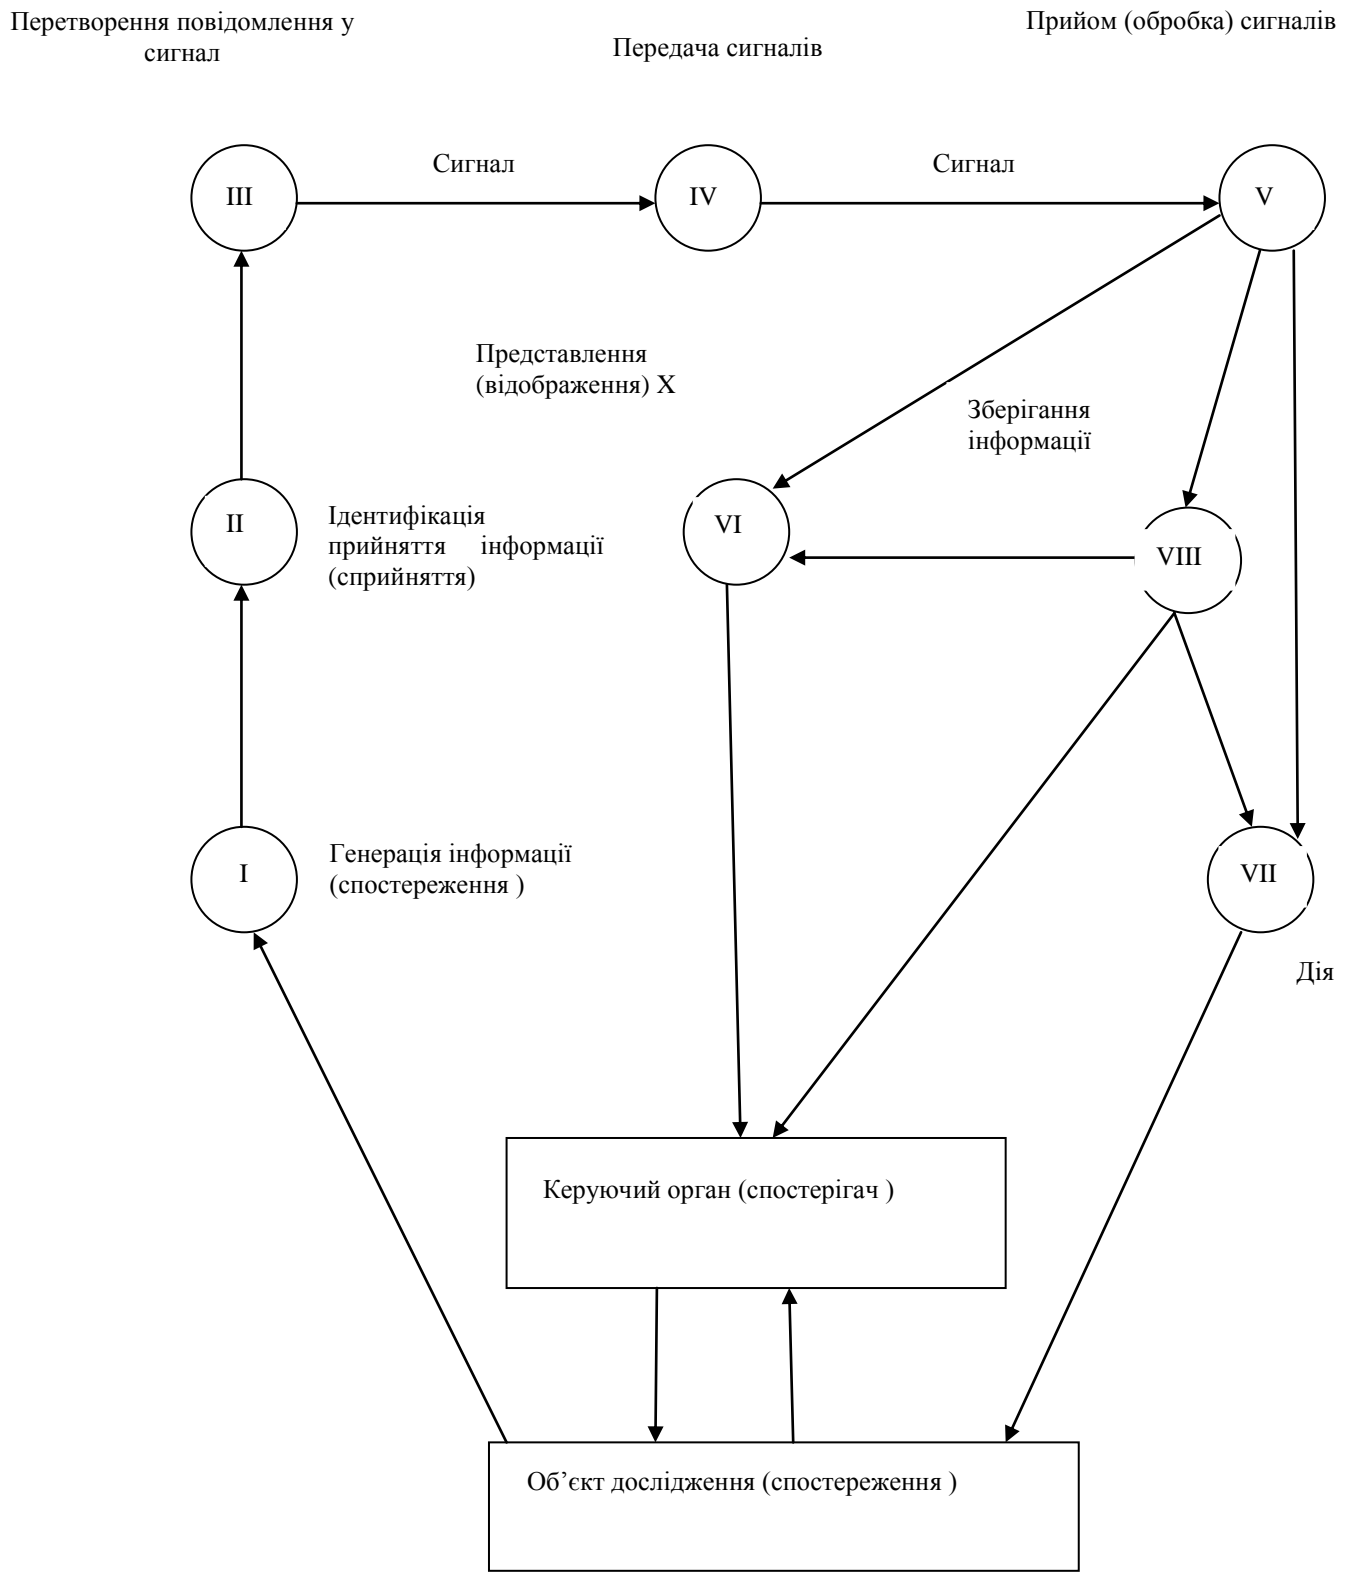 Перетворення повідомлення у
сигнал
Передача сигналів
Прийом (обробка) сигналів
III
Сигнал
IV
Сигнал
V
Представлення
(відображення) X
Зберігання
інформації
II
Ідентифікація
прийняття інформації
(сприйняття)
VI
VIII
I
Генерація інформації
(спостереження )
VII
Дія
Керуючий орган (спостерігач )
Об’єкт дослідження (спостереження )